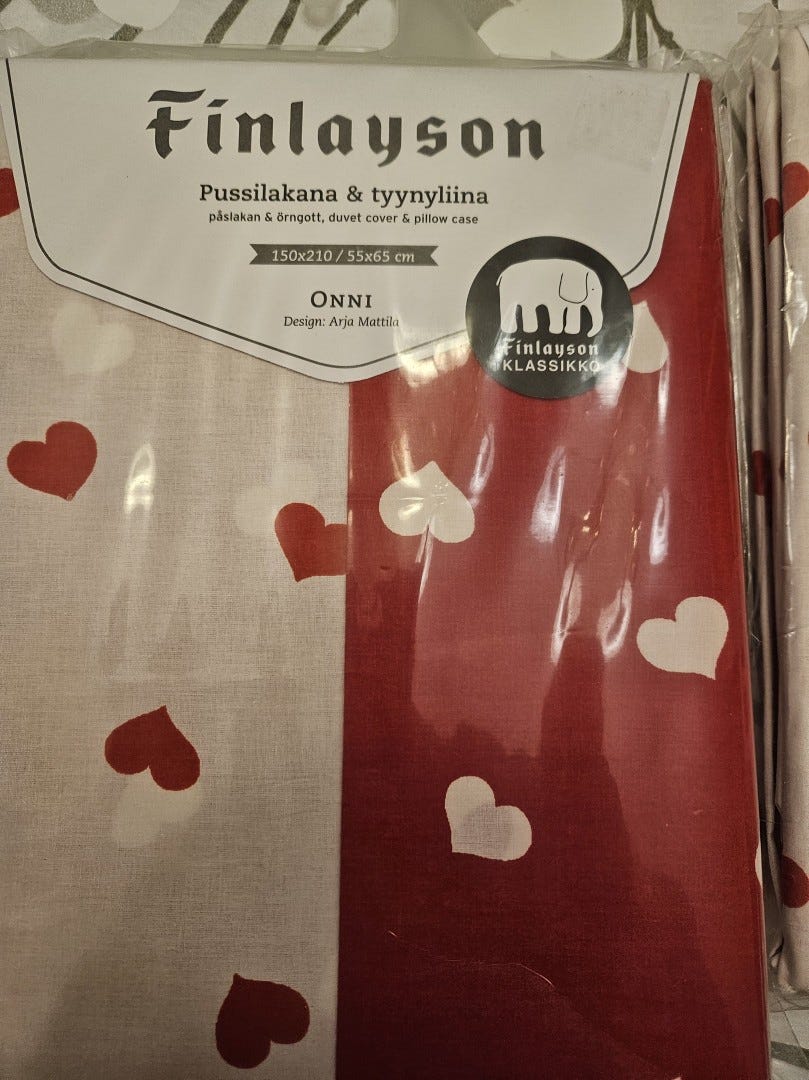 Finlayson
Pussilakana & tyynyliina
påslakan & örngott, duvet cover & pillow case
150x210 / 55x65 cm
ONNI
Design: Arja Mattila
Finlayson
KLASSIKKO